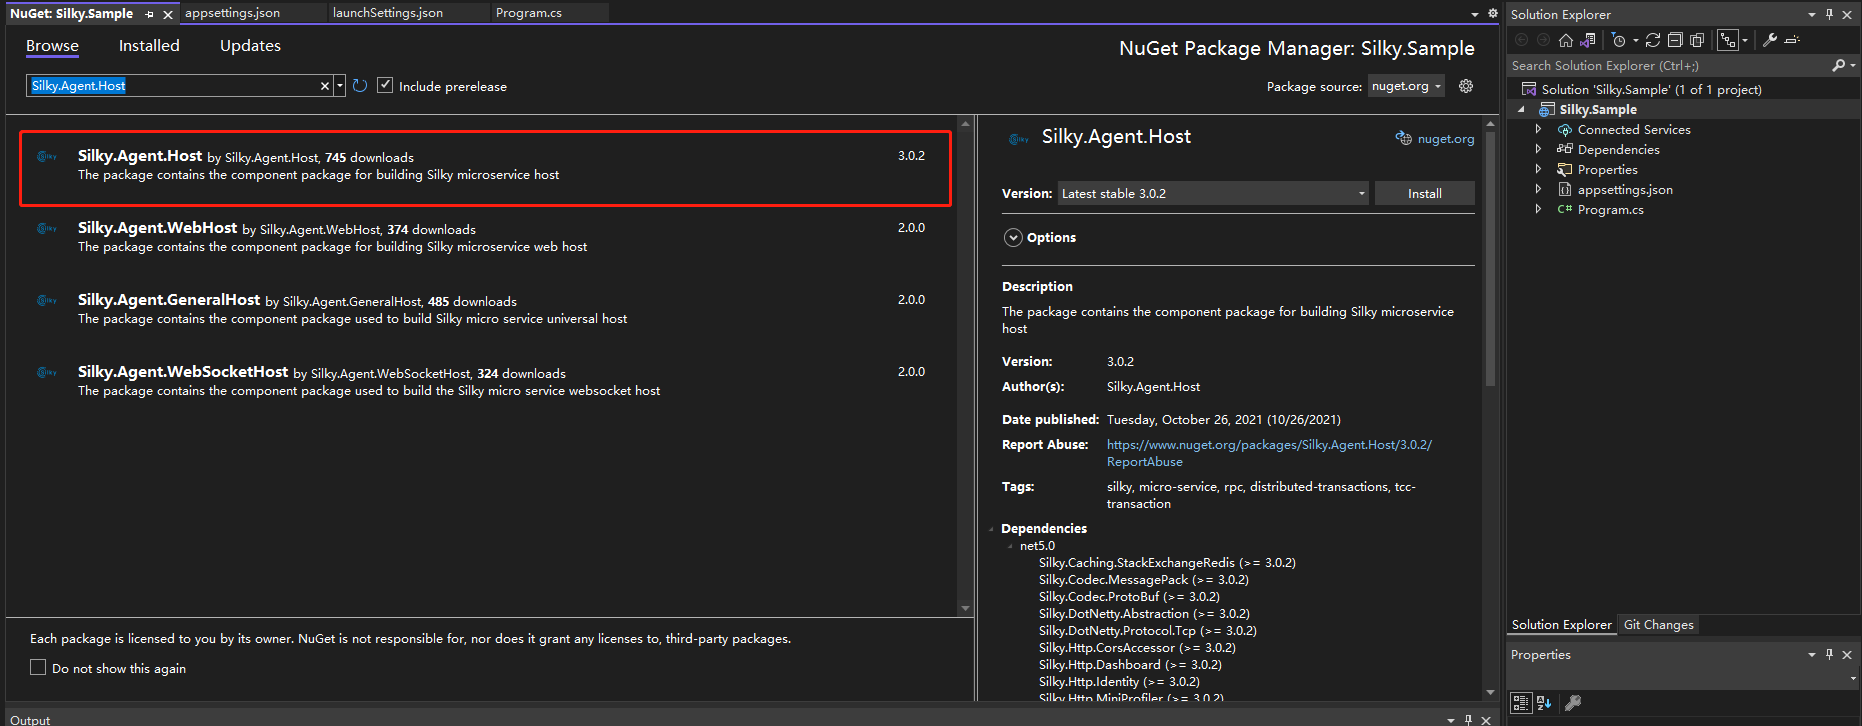 NuGet: Silky.Sample
appsettings.json
launchSettings.json
Program.cs
Browse
Installed
Updates
NuGet Package Manager: Silky.Sample
Silky.Agent.Host
Include prerelease
Package source: nuget.org
Silky.Agent.Host by Silky.Agent.Host, 745 downloads
3.0.2
The package contains the component package for building Silky microservice host
Silky.Agent.WebHost by Silky.Agent.WebHost, 374 downloads
2.0.0
The package contains the component package for building Silky microservice web host
Silky.Agent.GeneralHost by Silky.Agent.GeneralHost, 485 downloads
2.0.0
The package contains the component package used to build Silky micro service universal host
Silky.Agent.WebSocketHost by Silky.Agent.WebSocketHost, 324 downloads
2.0.0
The package contains the component package used to build the Silky micro service websocket host
Each package is licensed to you by its owner. NuGet is not responsible for, nor does it grant any licenses to, third-party packages.
Do not show this again
Silky.Agent.Host
nuget.org
Version: Latest stable 3.0.2
Install
Options
Description
The package contains the component package for building Silky microservice
host
Version: 3.0.2
Author(s): Silky.Agent.Host
Date published: Tuesday, October 26, 2021 (10/26/2021)
Report Abuse: https://www.nuget.org/packages/Silky.Agent.Host/3.0.2/
ReportAbuse
Tags: silky, micro-service, rpc, distributed-transactions, tcc-
transaction
Dependencies
net5.0
Silky.Caching.StackExchangeRedis (>= 3.0.2)
Silky.Codec.MessagePack (>= 3.0.2)
Silky.Codec.ProtoBuf (>= 3.0.2)
Silky.DotNetty.Abstraction (>= 3.0.2)
Silky.DotNetty.Protocol.Tcp (>= 3.0.2)
Silky.Http.CorsAccessor (>= 3.0.2)
Silky.Http.Dashboard (>= 3.0.2)
Silky.Http.Identity (>= 3.0.2)
Silky.Http.MiniProfiler (>= 3.0.2)
Output
Solution Explorer
Search Solution Explorer (Ctrl+;)
Solution 'Silky.Sample' (1 of 1 project)
Silky.Sample
Connected Services
Dependencies
Properties
appsettings.json
C# Program.cs
Solution Explorer
Git Changes
Properties